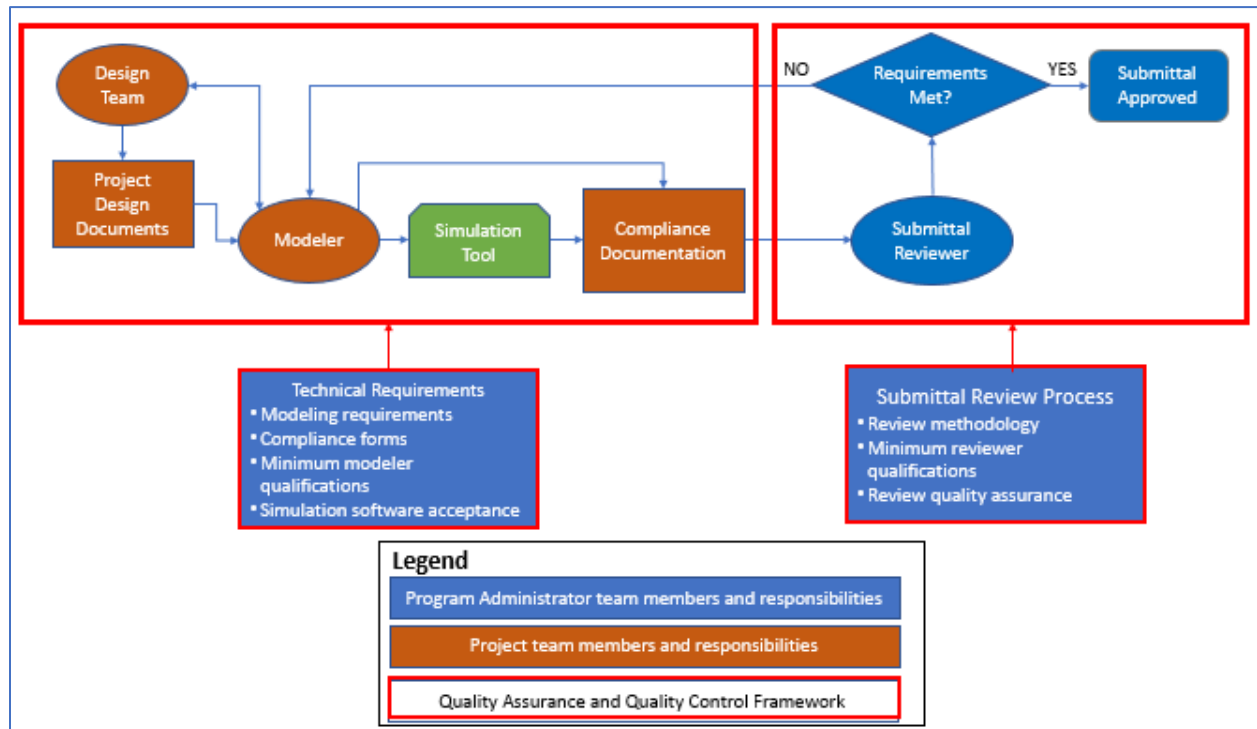 Design
Team
Project
Design
Documents
Modeler
Simulation
Tool
Compliance
Documentation
NO
Requirements
Met?
YES
Submittal
Approved
Submittal
Reviewer
Technical Requirements
▪ Modeling requirements
▪ Compliance forms
▪ Minimum modeler
qualifications
▪ Simulation software acceptance
Submittal Review Process
▪ Review methodology
▪ Minimum reviewer
qualifications
▪ Review quality assurance
Legend
Program Administrator team members and responsibilities
Project team members and responsibilities
Quality Assurance and Quality Control Framework